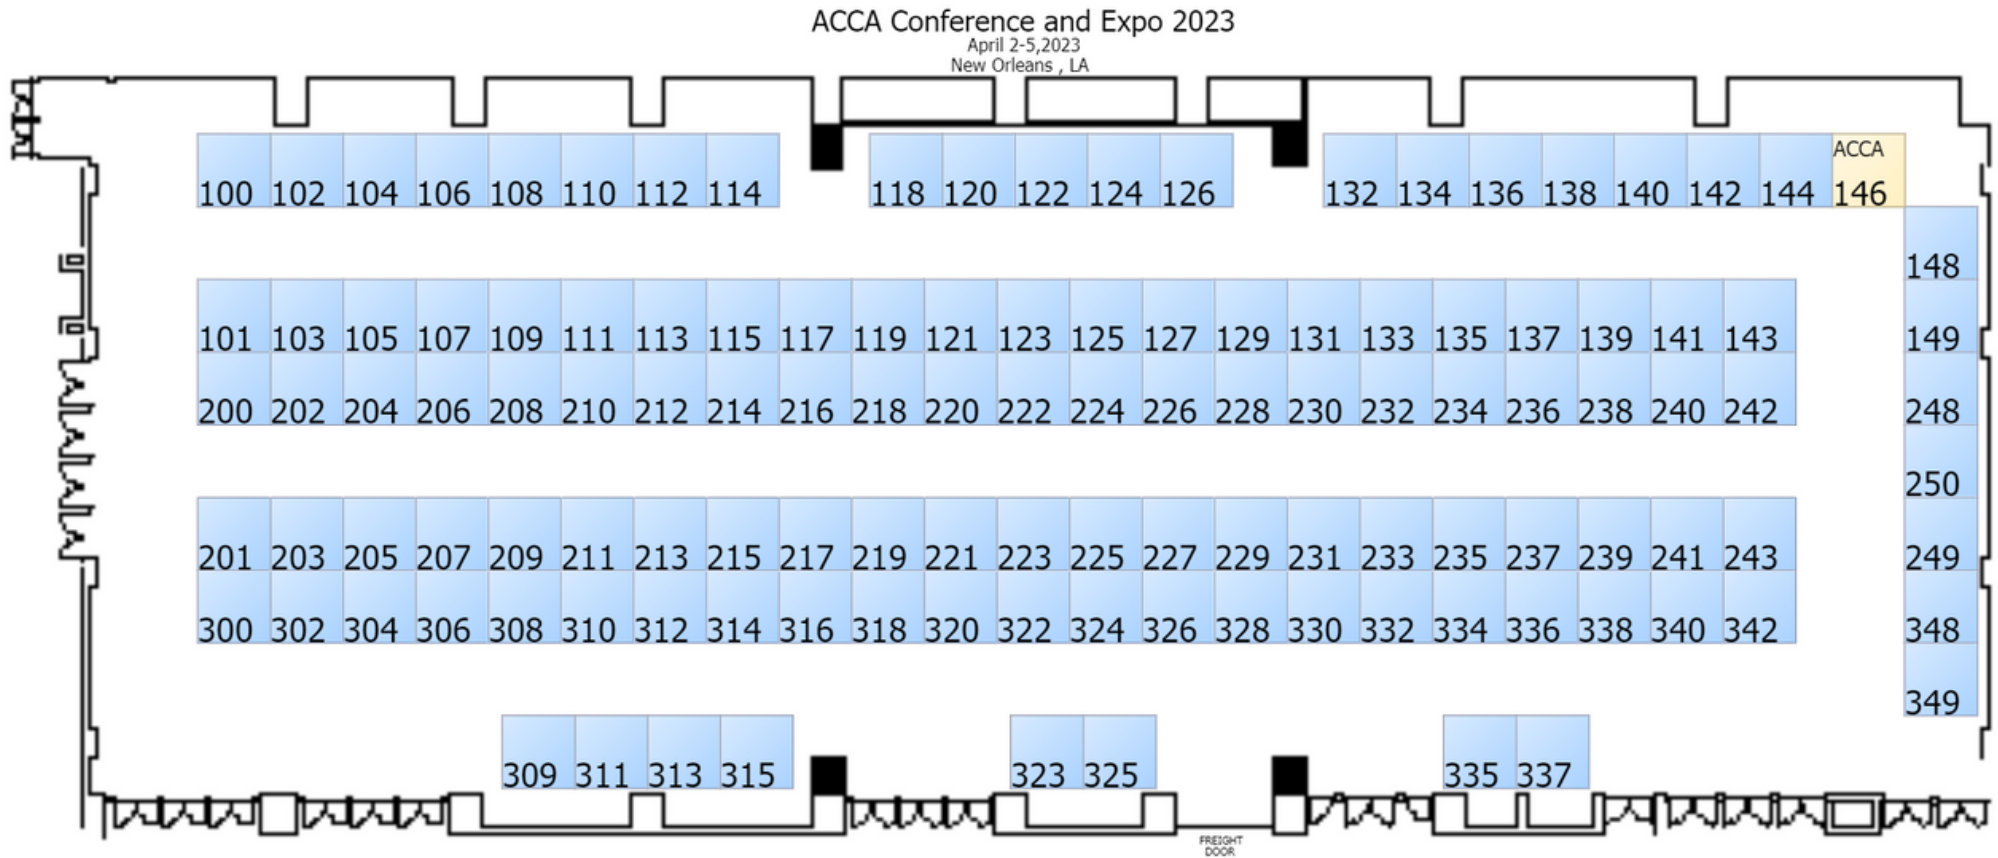 ACCA Conference and Expo 2023
April 2-5,2023
New Orleans , LA
ACCA
100 102 104 106 108 110 112 114 118 120 122 124 126 132 134 136 138 140 142 144 146
148
101 103 105 107 109 111 113 115 117 119 121 123 125 127 129 131 133 135 137 139 141 143 149
200 202 204 206 208 210 212 214 216 218 220 222 224 226 228 230 232 234 236 238 240 242 248
250
201 203 205 207 209 211 213 215 217 219 221 223 225 227 229 231 233 235 237 239 241 243 249
300 302 304 306 308 310 312 314 316 318 320 322 324 326 328 330 332 334 336 338 340 342 348
349
309 311 313 315 323 325 335 337
FREIGHT
DOOR